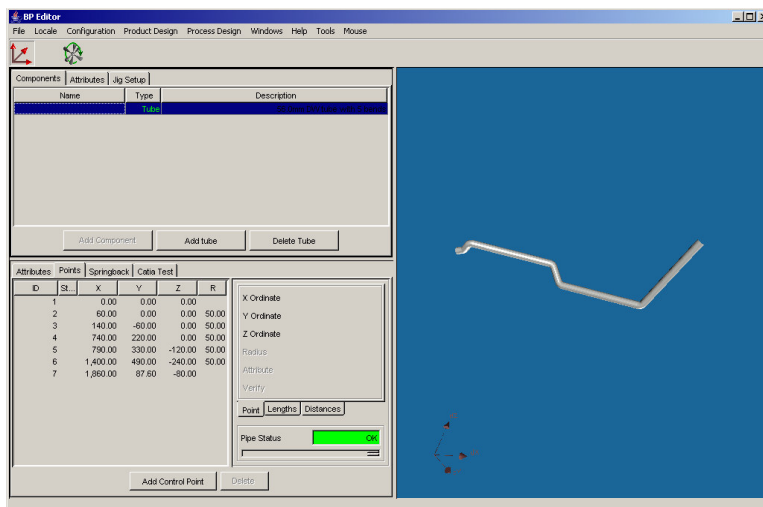 BP Editor
File Locale Configuration Product Design Process Design Windows Help Tools Mouse
Components Attributes Jig Setup
Name Type Description
Tube
Add Component Add tube Delete Tube
Attributes Points Springback Catia Test
ID St... X Y Z R
1 0.00 0.00 0.00
2 60.00 0.00 0.00 50.00
3 140.00 -60.00 0.00 50.00
4 740.00 220.00 0.00 50.00
5 790.00 330.00 -120.00 50.00
6 1,400.00 490.00 -240.00 50.00
7 1,860.00 87.60 -80.00
X Ordinate
Y Ordinate
Z Ordinate
Radius
Attribute
Verify
Point Lengths Distances
Pipe Status OK
Add Control Point Delete